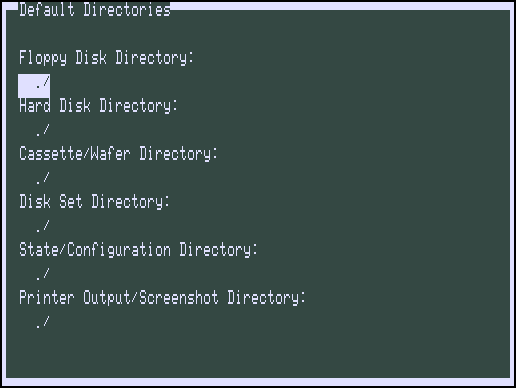 Default Directories
Floppy Disk Directory:
./
Hard Disk Directory:
./
Cassette/Wafer Directory:
./
Disk Set Directory:
./
State/Configuration Directory:
./
Printer Output/Screenshot Directory:
./